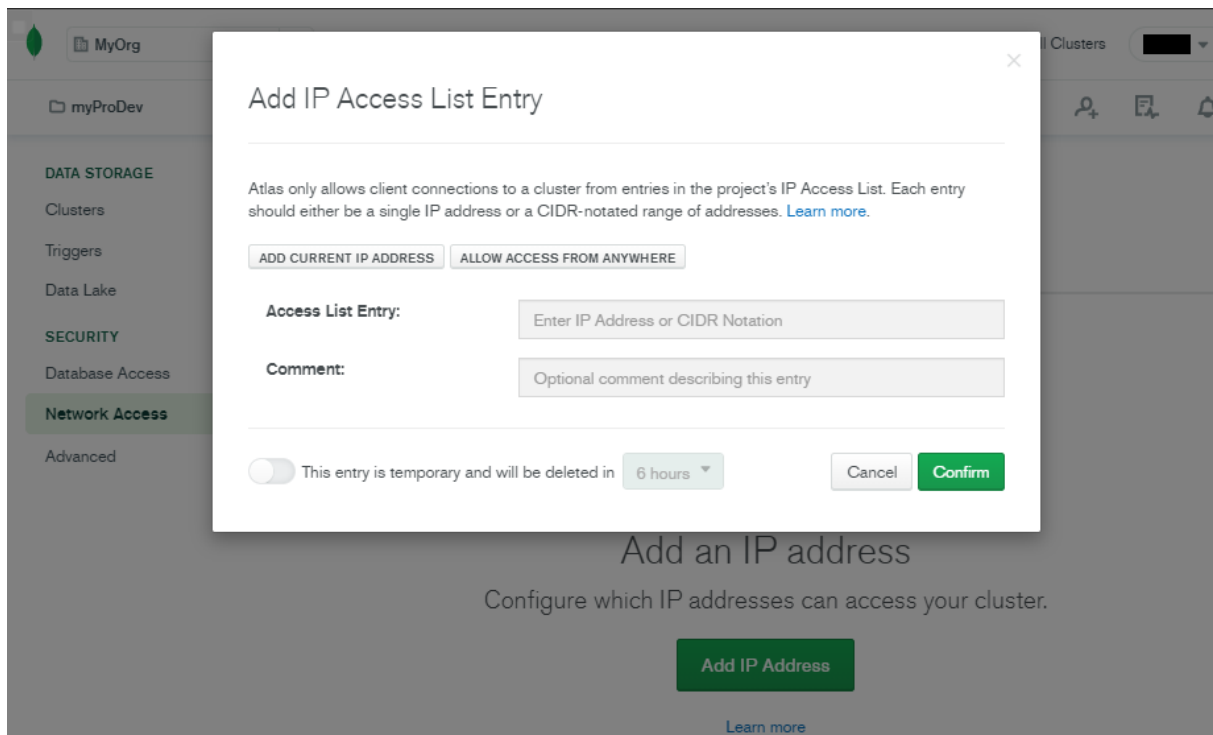 MyOrg
All Clusters
myProDev
DATA STORAGE
Clusters
Triggers
Data Lake
SECURITY
Database Access
Network Access
Advanced
Add IP Access List Entry
Atlas only allows client connections to a cluster from entries in the project's IP Access List. Each entry
should either be a single IP address or a CIDR-notated range of addresses. Learn more.
ADD CURRENT IP ADDRESS ALLOW ACCESS FROM ANYWHERE
Access List Entry: Enter IP Address or CIDR Notation
Comment: Optional comment describing this entry
This entry is temporary and will be deleted in 6 hours Cancel Confirm
Add an IP address
Configure which IP addresses can access your cluster.
Add IP Address
Learn more